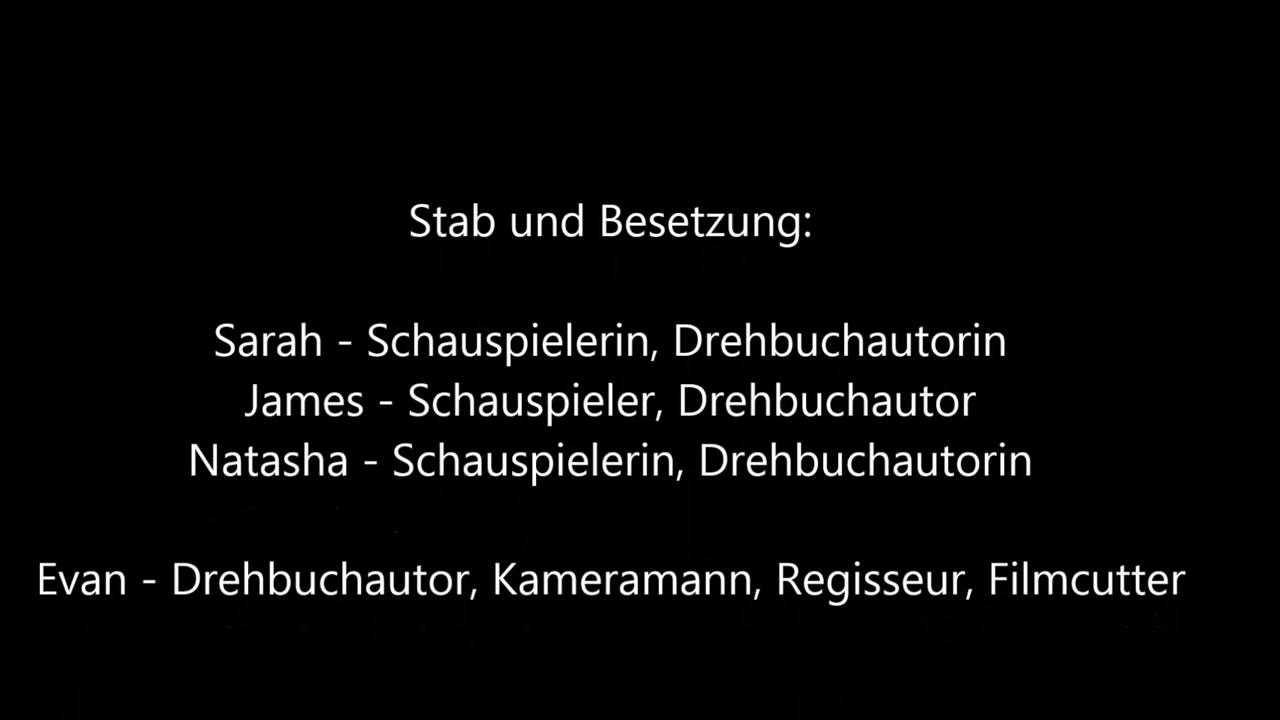 Stab und Besetzung:
Sarah - Schauspielerin, Drehbuchautorin
James - Schauspieler, Drehbuchautor
Natasha - Schauspielerin, Drehbuchautorin
Evan - Drehbuchautor, Kameramann, Regisseur, Filmcutter